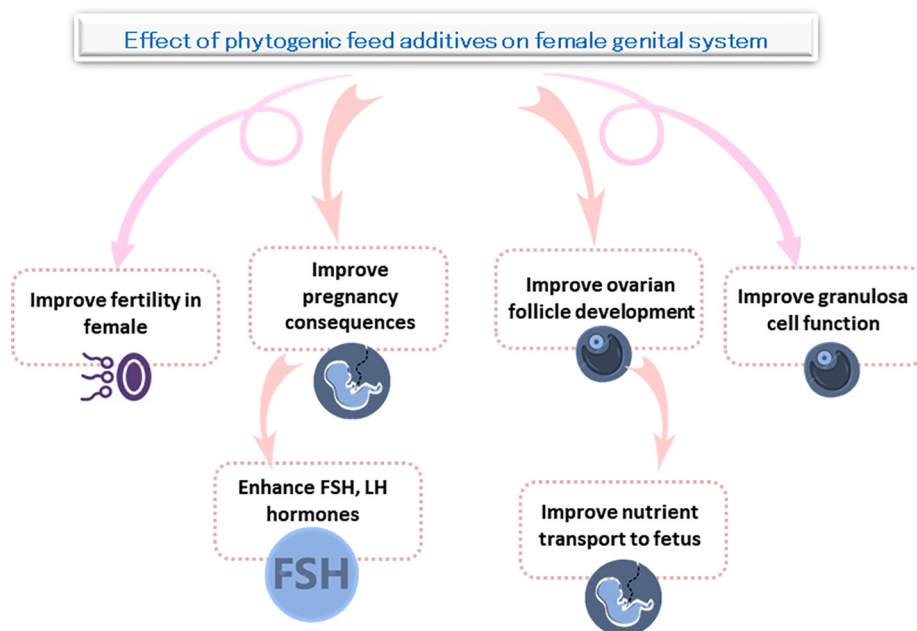 Effect of phytogenic feed additives on female genital system
Improve fertility in
female
Improve
pregnancy
consequences
Improve ovarian
follicle development
Improve granulosa
cell function
Enhance FSH, LH
hormones
FSH
Improve nutrient
transport to fetus